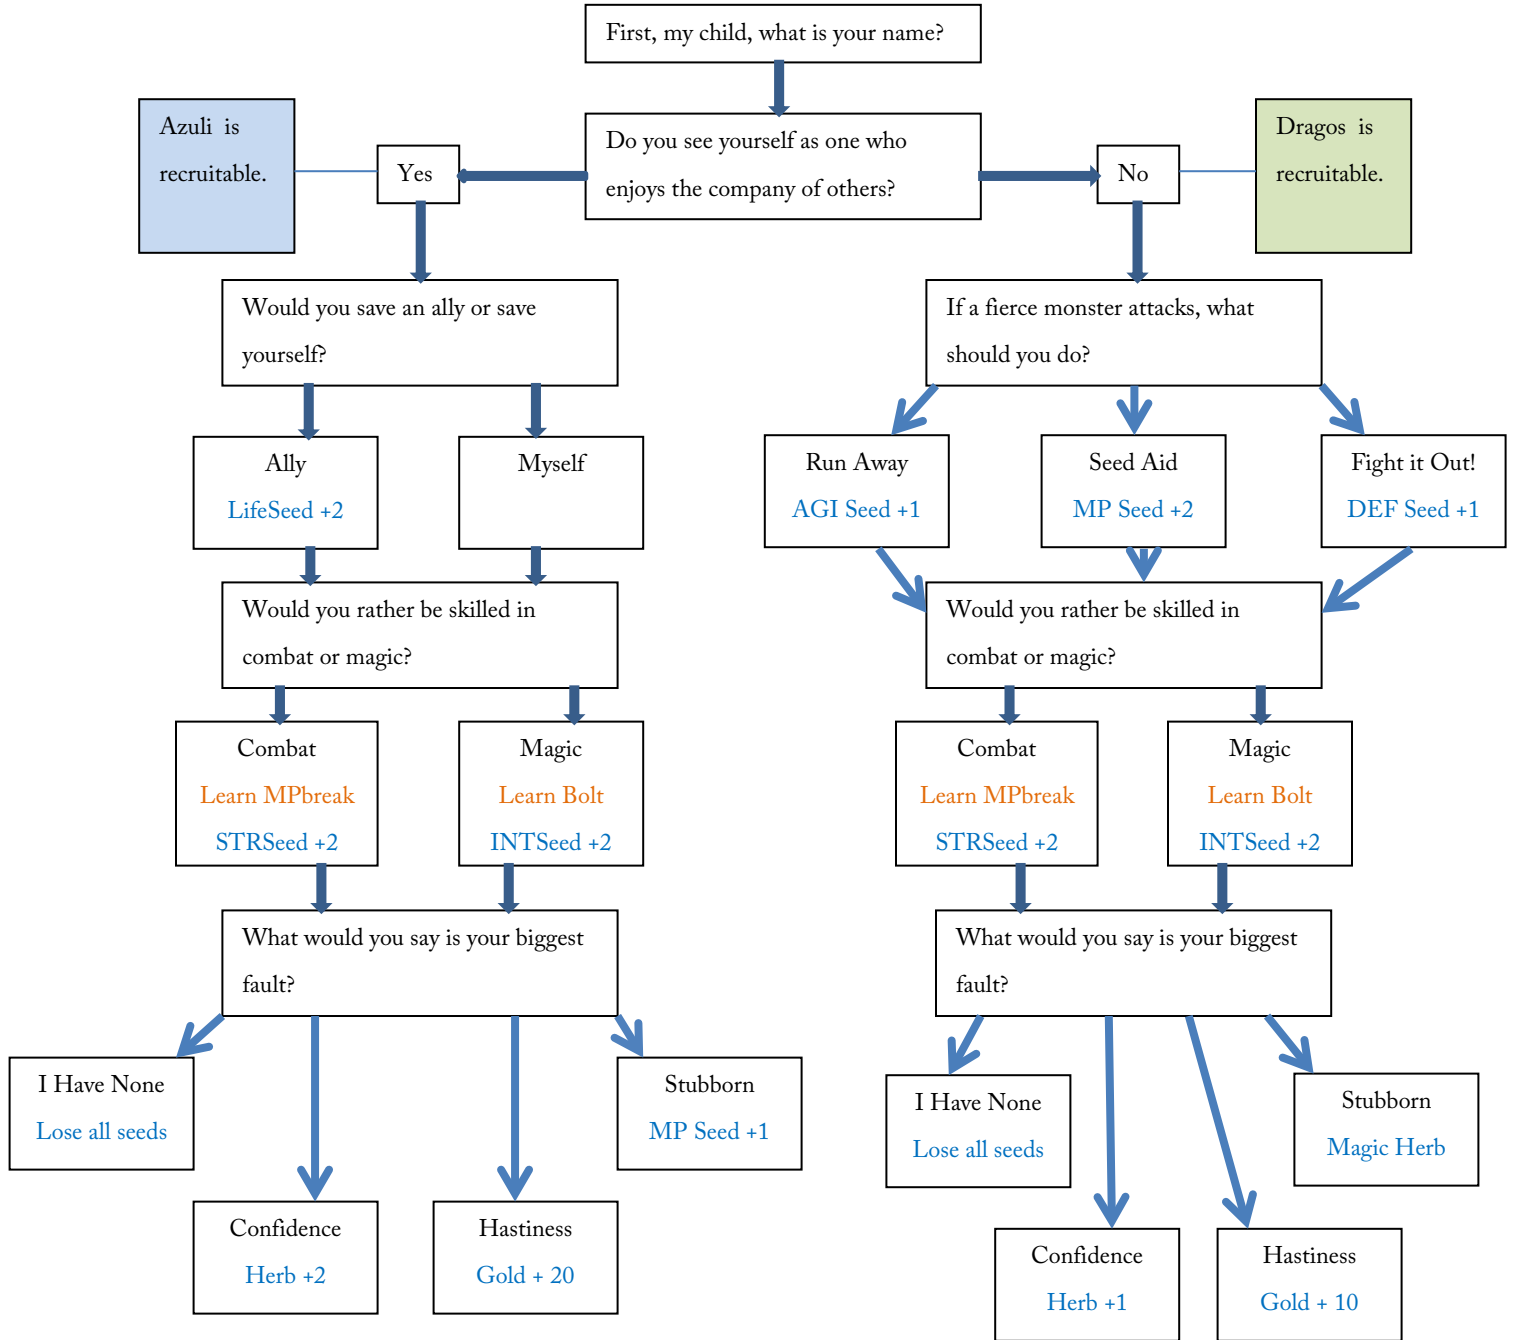 First, my child, what is your name?
Azuli is
recruitable.
Yes
Do you see yourself as one who
enjoys the company of others?
No
Dragos is
recruitable.
Would you save an ally or save
yourself?
If a fierce monster attacks, what
should you do?
Ally
LifeSeed +2
Myself
Run Away
AGI Seed +1
Seed Aid
MP Seed +2
Fight it Out!
DEF Seed +1
Would you rather be skilled in
combat or magic?
Would you rather be skilled in
combat or magic?
Combat
Learn MPbreak
STRSeed +2
Magic
Learn Bolt
INTSeed +2
Combat
Learn MPbreak
STRSeed +2
Magic
Learn Bolt
INTSeed +2
What would you say is your biggest
fault?
What would you say is your biggest
fault?
I Have None
Lose all seeds
Stubborn
MP Seed +1
I Have None
Lose all seeds
Stubborn
Magic Herb
Confidence
Herb +2
Hastiness
Gold + 20
Confidence
Herb +1
Hastiness
Gold + 10